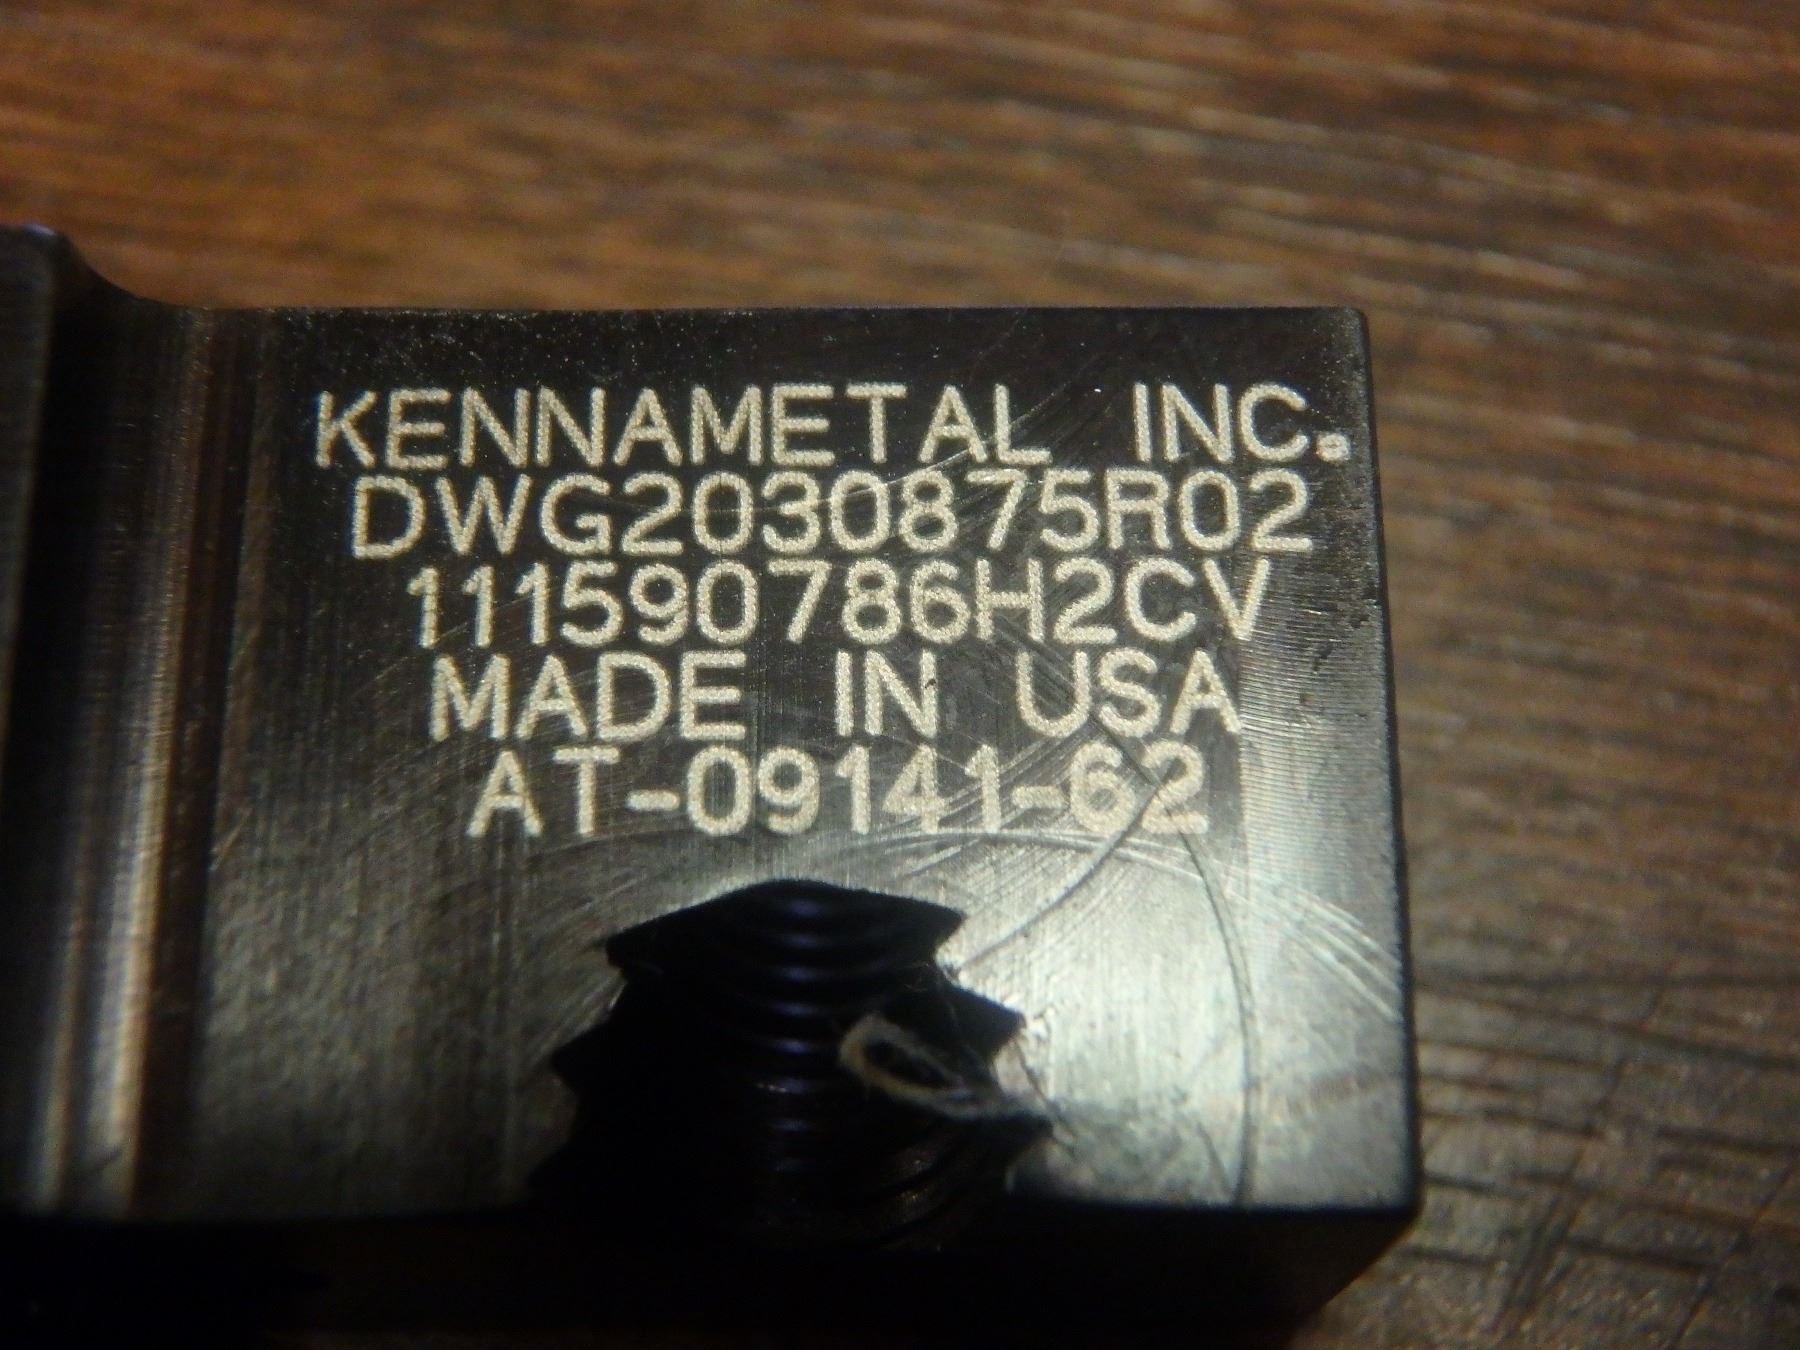 KENNAMETAL INC.
DWG2030875R02
111590786H2CV
MADE IN USA
AT-09141-62